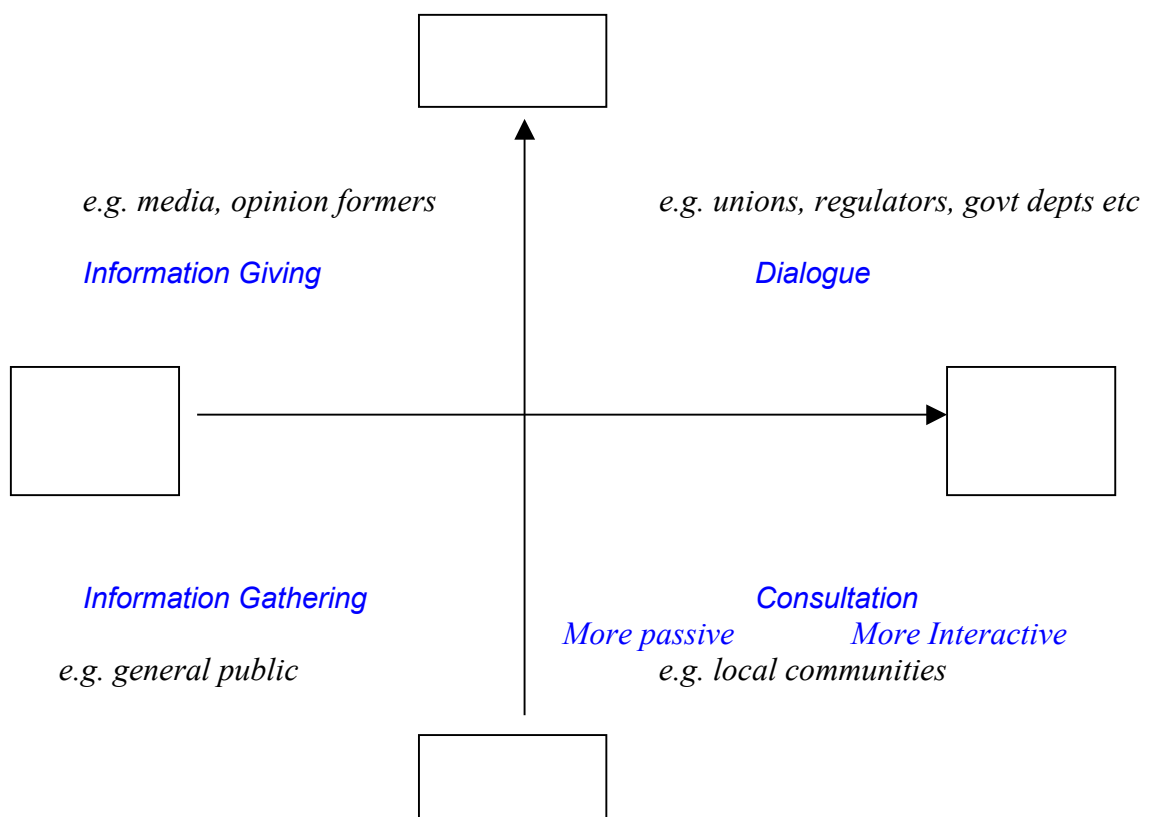 e.g. media, opinion formers
e.g. unions, regulators, govt depts etc
Information Giving
Dialogue
Information Gathering
Consultation
More passive
More Interactive
e.g. general public
e.g. local communities